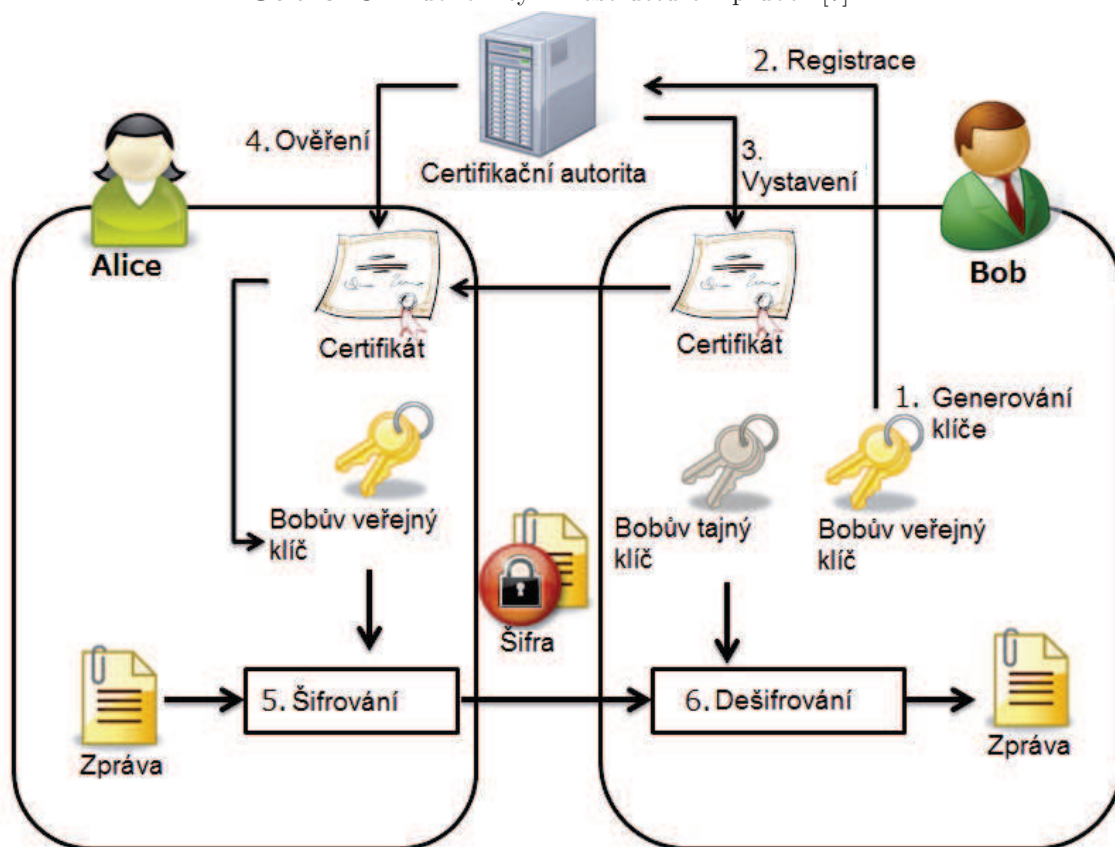 2. Registrace
4. Ověření
Certifikační autorita
3.
Vystavení
Alice
Bob
Certifikát
Certifikát
1. Generování
klíče
Bobův veřejný
klíč
Bobův tajný
klíč
Bobův veřejný
klíč
Šifra
5. Šifrování
6. Dešifrování
Zpráva
Zpráva